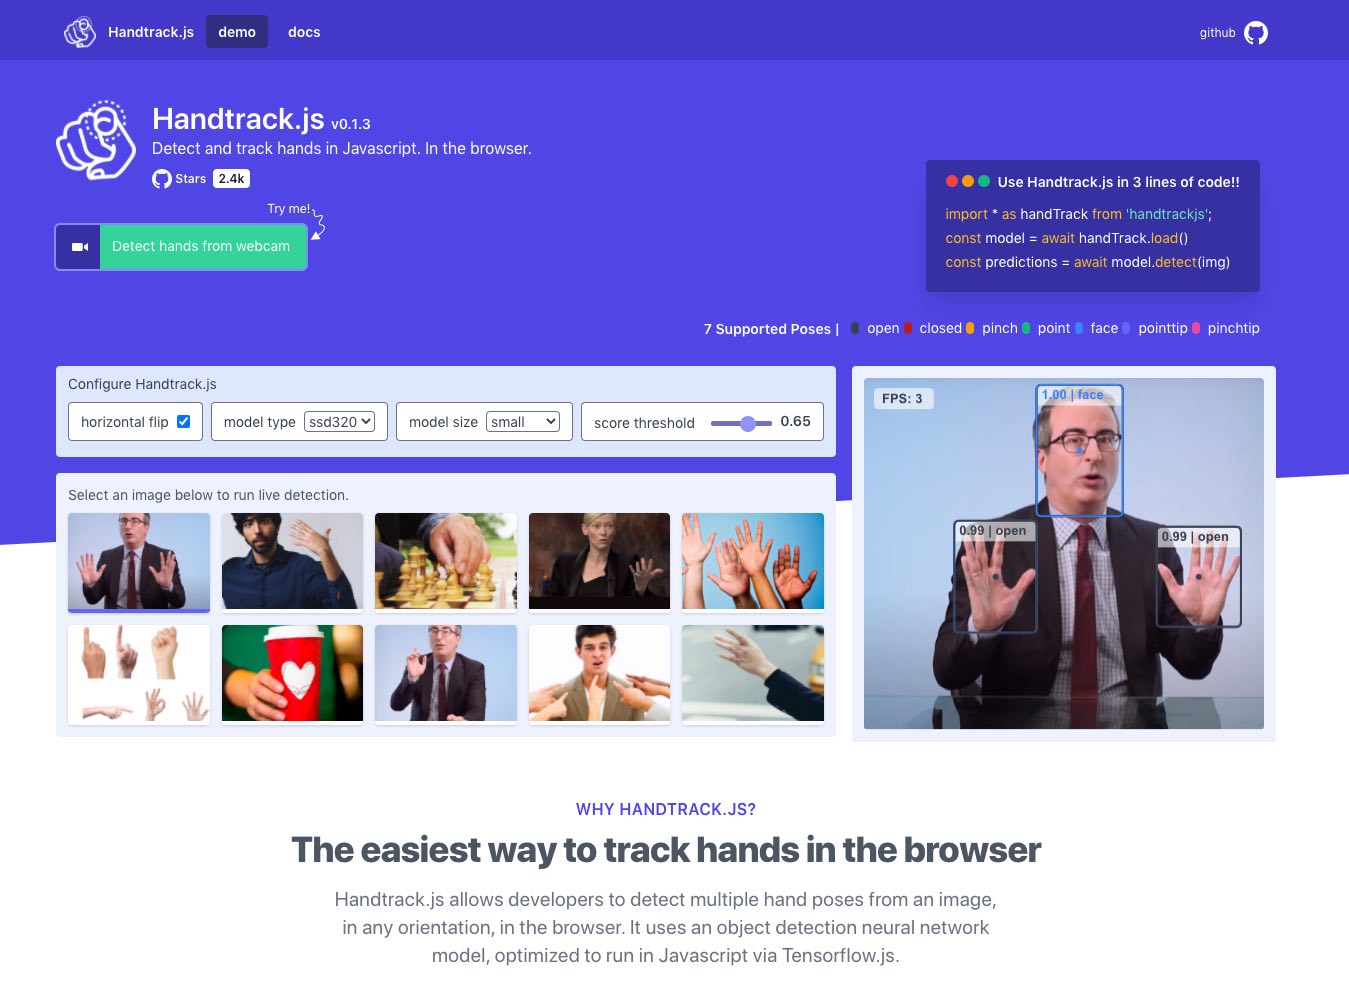 Handtrack.js demo docs github
Handtrack.js v0.1.3
Detect and track hands in Javascript. In the browser.
Stars 2.4k
Try me!
Detect hands from webcam
Use Handtrack.js in 3 lines of code!!
import * as handTrack from 'handtrackjs';
const model = await handTrack.load()
const predictions = await model.detect(img)
7 Supported Poses | open closed pinch point face pointtip pinchtip
Configure Handtrack.js
horizontal flip model type ssd320 model size small score threshold 0.65
Select an image below to run live detection.
FPS: 3
1.00 | face
0.99 | open
0.99 | open
WHY HANDTRACK.JS?
The easiest way to track hands in the browser
Handtrack.js allows developers to detect multiple hand poses from an image,
in any orientation, in the browser. It uses an object detection neural network
model, optimized to run in Javascript via Tensorflow.js.